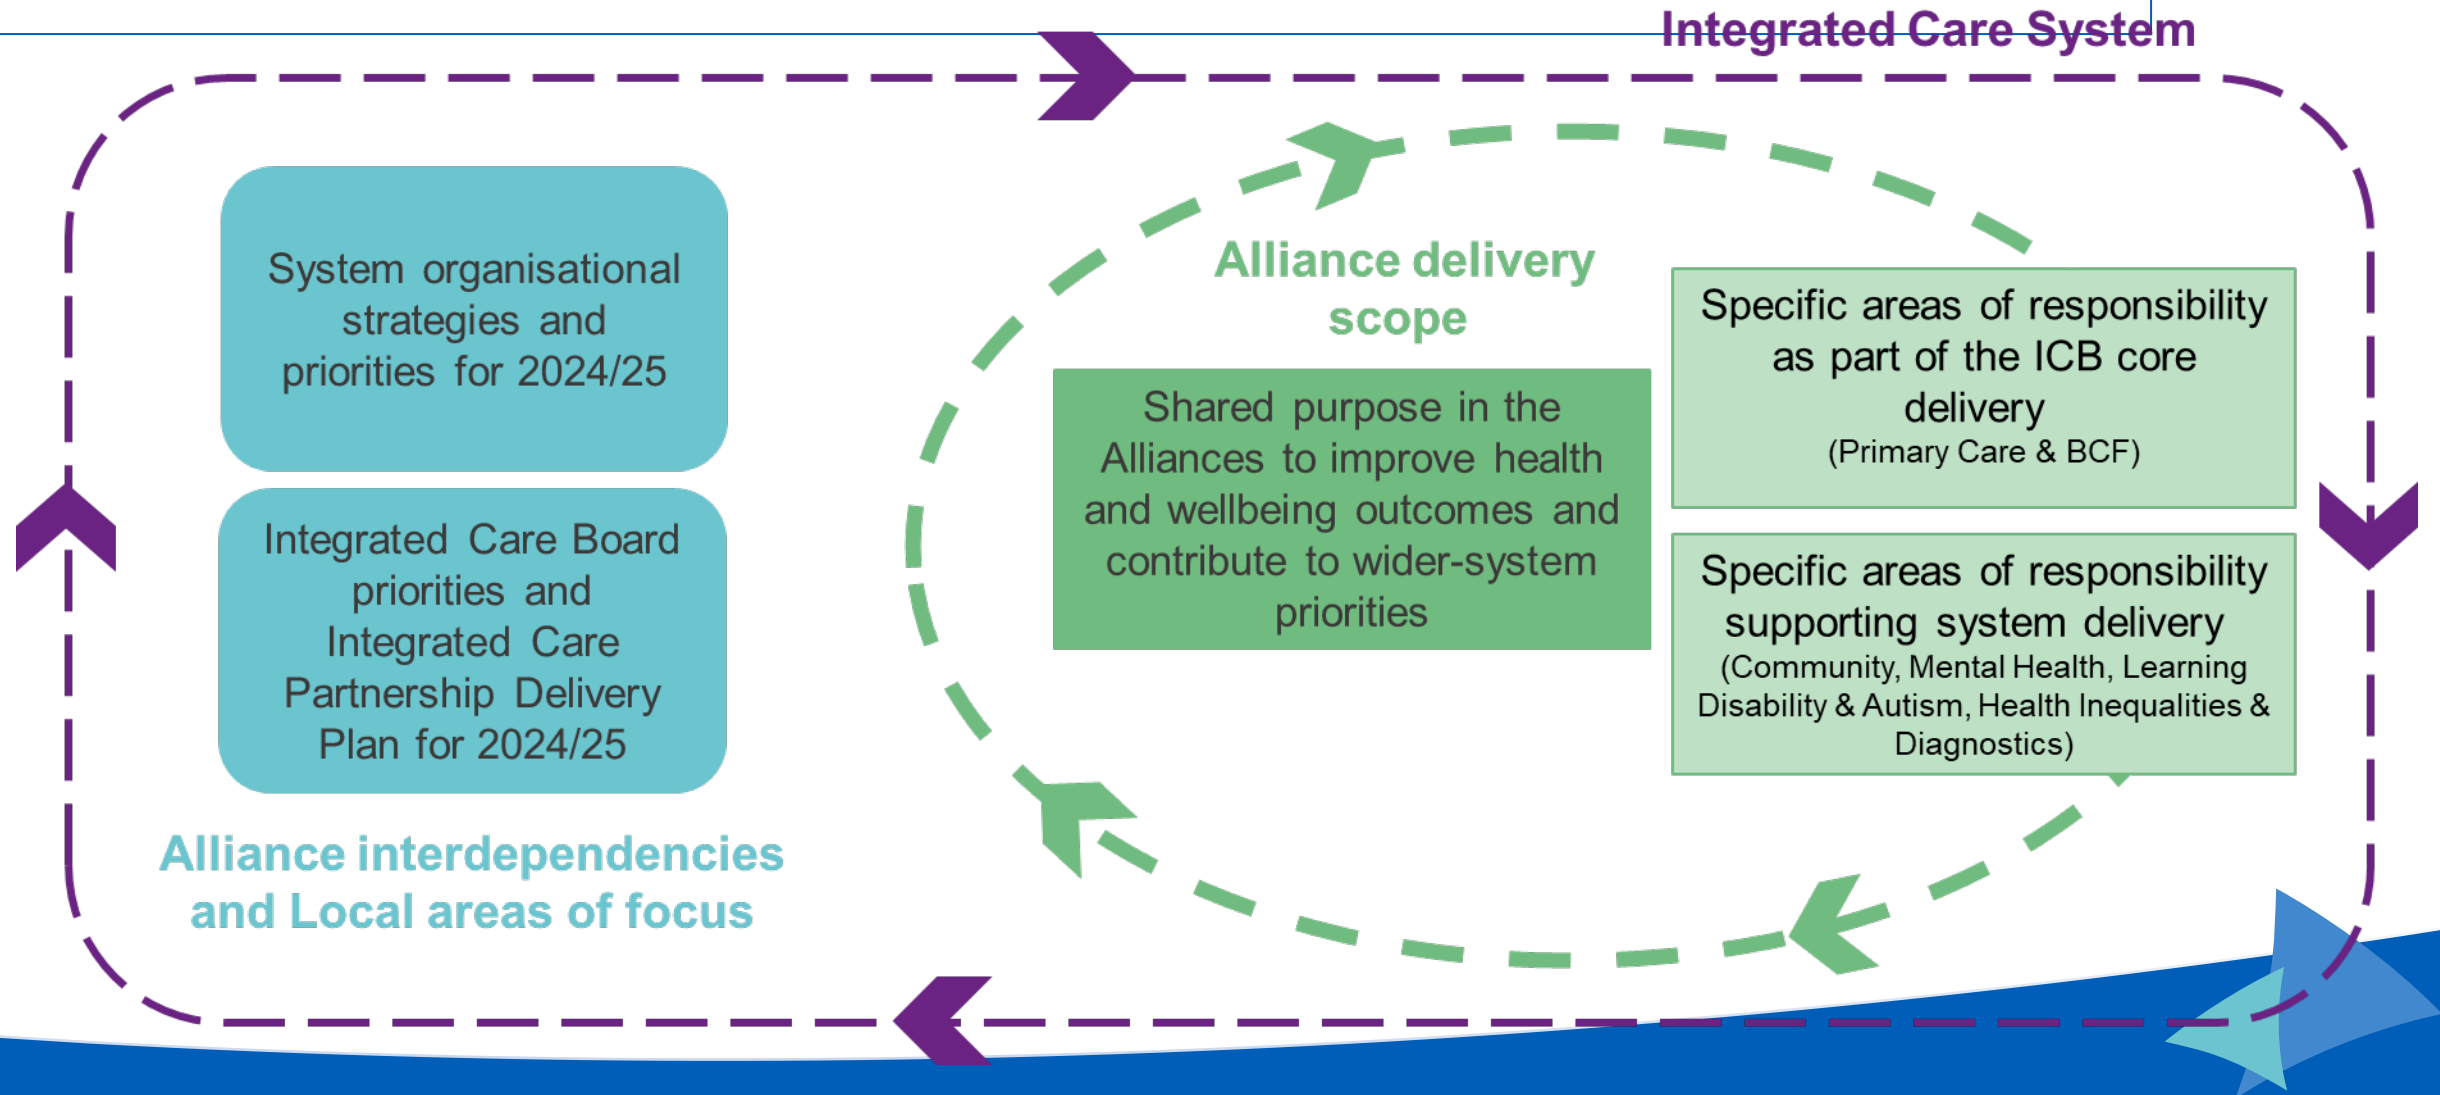 Integrated Care System
System organisational
strategies and
priorities for 2024/25
Integrated Care Board
priorities and
Integrated Care
Partnership Delivery
Plan for 2024/25
Alliance interdependencies
and Local areas of focus
Alliance delivery
scope
Shared purpose in the
Alliances to improve health
and wellbeing outcomes and
contribute to wider-system
priorities
Specific areas of responsibility
as part of the ICB core
delivery
(Primary Care & BCF)
Specific areas of responsibility
supporting system delivery
(Community, Mental Health, Learning
Disability & Autism, Health Inequalities &
Diagnostics)